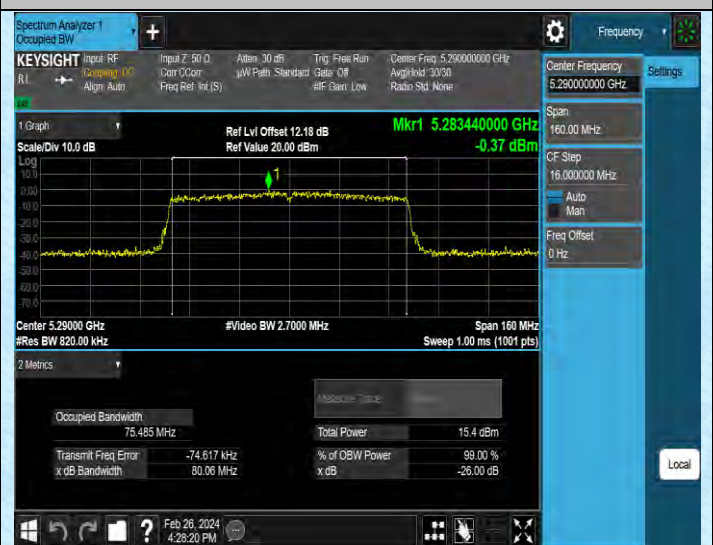 Spectrum Analyzer 1
Occupied BW
+
Frequency
KEYSIGHT Input: RF Input Z: 50 Ω Atten: 30 dB Trig: Free Run Center Freq: 5.290000000 GHz
RL Coupling: DC Corr CCorr µW Path: Standard Gate: Off Avg|Hold: 30/30
Align: Auto Freq Ref: Int (S) #IF Gain: Low Radio Std: None
Center Frequency
5.290000000 GHz
Settings
Span
160.00 MHz
CF Step
16.000000 MHz
Auto
Man
Freq Offset
0 Hz
Local
1 Graph
Scale/Div 10.0 dB
Ref Lvl Offset 12.18 dB
Ref Value 20.00 dBm
Mkr1 5.283440000 GHz
-0.37 dBm
Log
10.0
0.00
-10.0
-20.0
-30.0
-40.0
-50.0
-60.0
-70.0
1
Center 5.29000 GHz #Video BW 2.7000 MHz Span 160 MHz
#Res BW 820.00 kHz Sweep 1.00 ms (1001 pts)
2 Metrics
Measure Trace
Occupied Bandwidth
75.485 MHz
Total Power 15.4 dBm
Transmit Freq Error -74.617 kHz
% of OBW Power 99.00 %
x dB Bandwidth 80.06 MHz
x dB -26.00 dB
?
Feb 26, 2024
4:28:20 PM